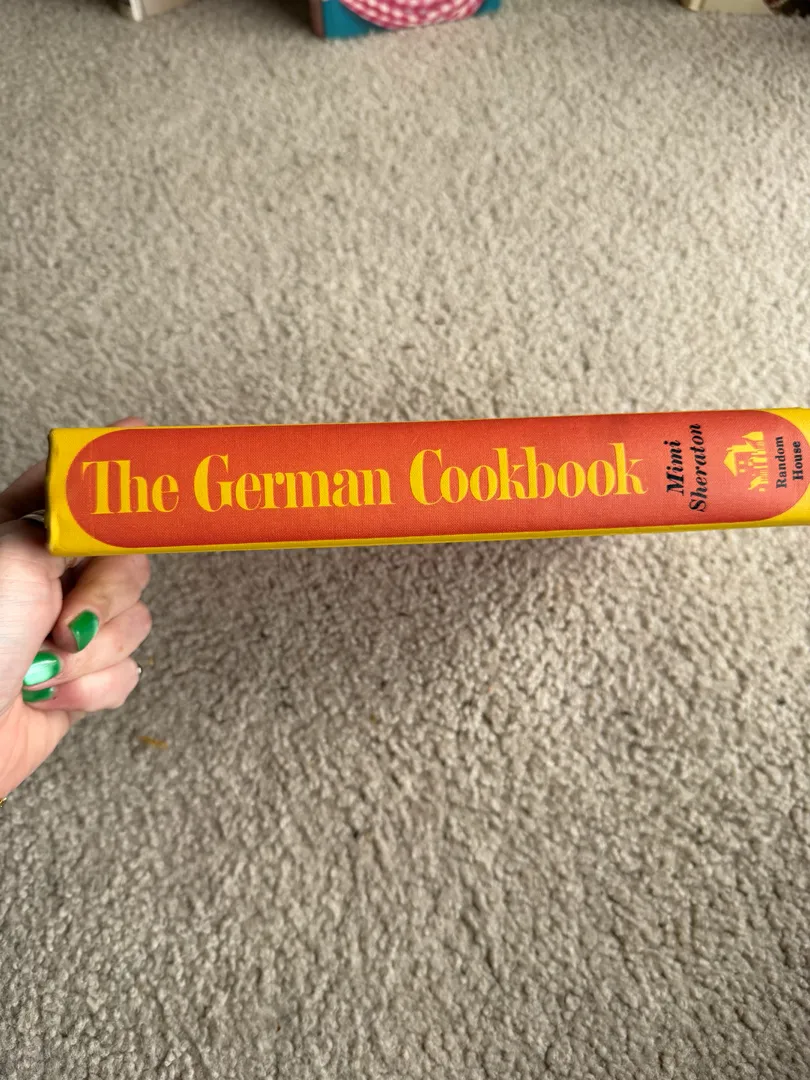 The German Cookbook
Mimi
Sheraton
Random
House